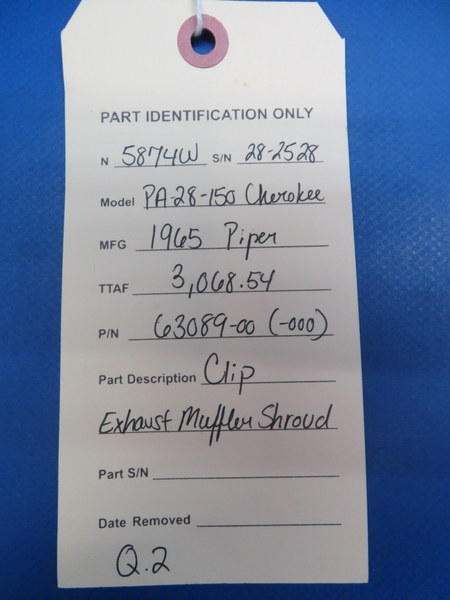 PART IDENTIFICATION ONLY
N 5874W S/N 28-2528
Model PA-28-150 Cherokee
MFG 1965 Piper
TTAF 3,068.54
P/N 63089-00 (-000)
Part Description Clip
Exhaust Muffler Shroud
Part S/N
Date Removed
Q.2